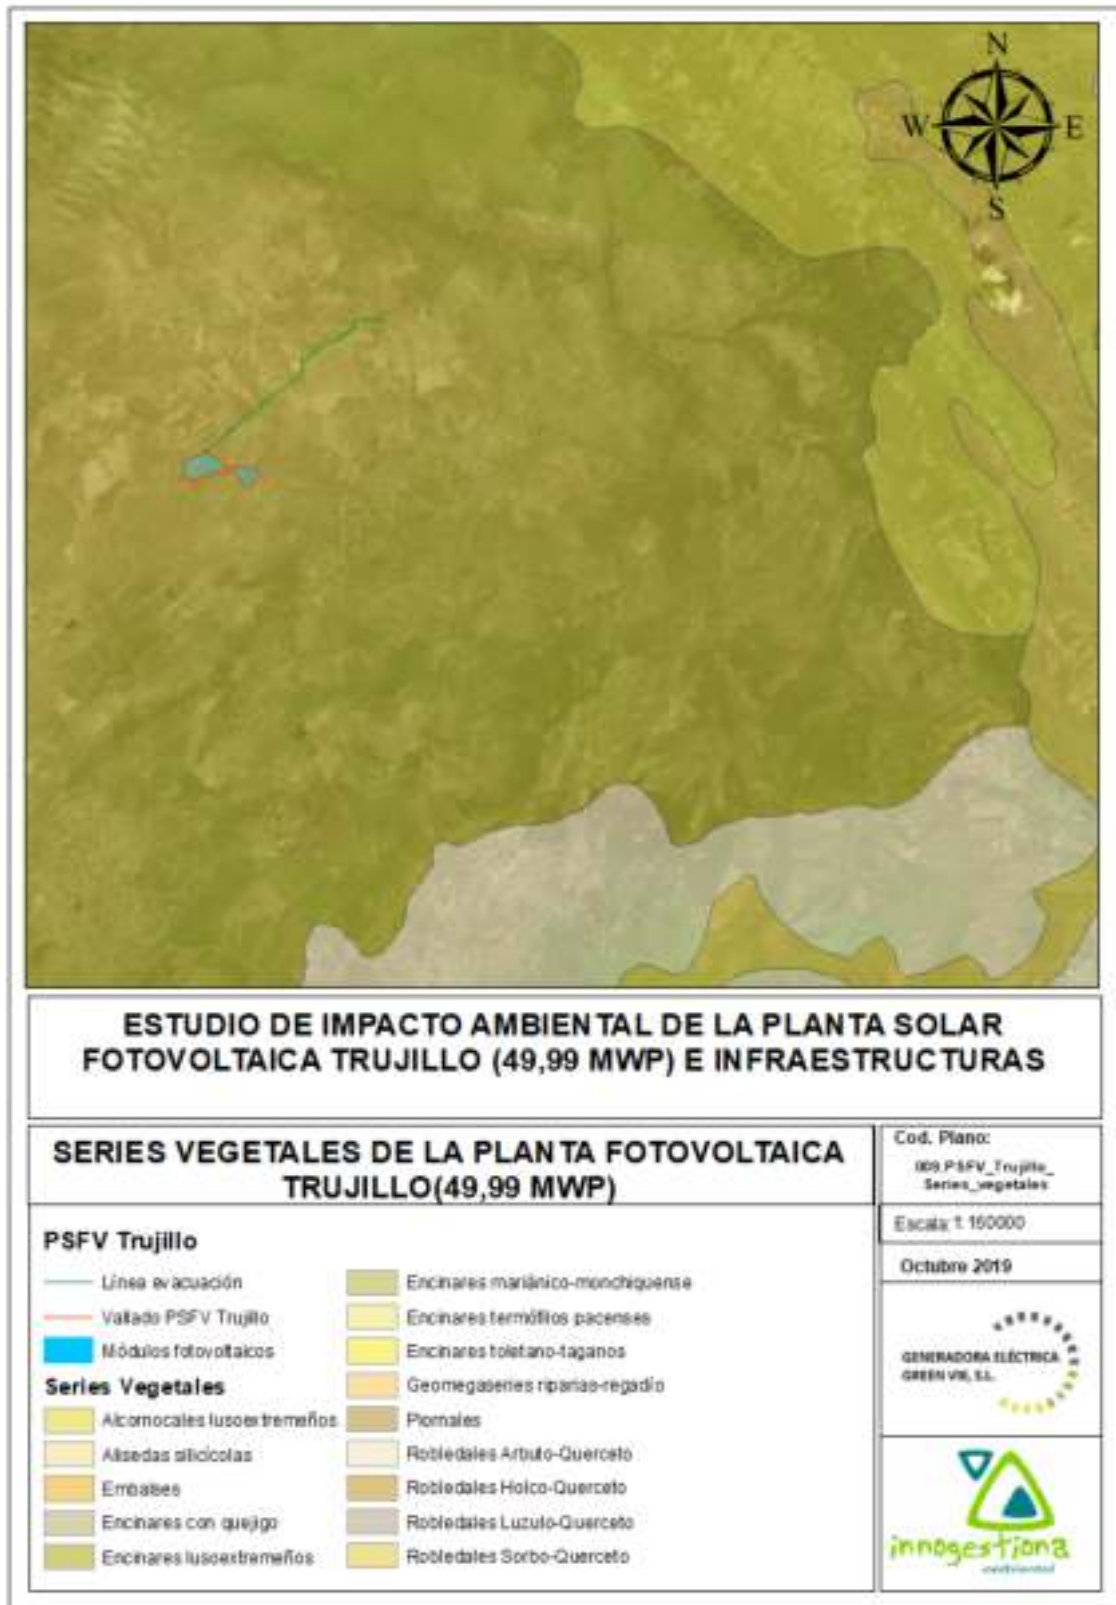 N
W E
S
ESTUDIO DE IMPACTO AMBIENTAL DE LA PLANTA SOLAR
FOTOVOLTAICA TRUJILLO (49,99 MWP) E INFRAESTRUCTURAS
SERIES VEGETALES DE LA PLANTA FOTOVOLTAICA
TRUJILLO(49,99 MWP)
Cod. Plano:
009.PSFV_Trujillo_
Series_vegetales
Escala: 1:160000
Octubre 2019
PSFV Trujillo
Línea evacuación
Vallado PSFV Trujillo
Módulos fotovoltaicos
Series Vegetales
Alcornocales lusoextremeños
Alisedas silicícolas
Embalses
Encinares con quejigo
Encinares lusoextremeños
Encinares mariánico-monchiquense
Encinares termófilos pacenses
Encinares toletano-taganos
Geomegaseries riparias-regadío
Piornales
Robledales Arbuto-Querceto
Robledales Holco-Querceto
Robledales Luzulo-Querceto
Robledales Sorbo-Querceto
GENERADORA ELÉCTRICA
GREEN VIII, S.L.
innogestiona
ambiental